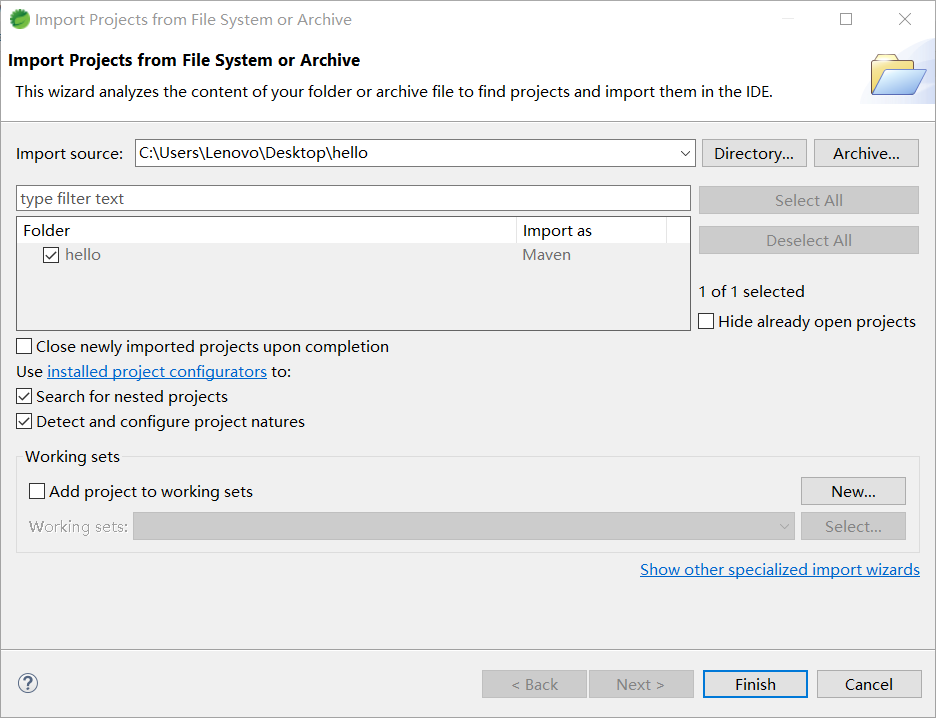 Import Projects from File System or Archive
Import Projects from File System or Archive
This wizard analyzes the content of your folder or archive file to find projects and import them in the IDE.
Import source: C:\Users\Lenovo\Desktop\hello Directory... Archive...
type filter text Select All
Folder Import as
Deselect All
hello Maven
1 of 1 selected
Hide already open projects
Close newly imported projects upon completion
Use installed project configurators to:
Search for nested projects
Detect and configure project natures
Working sets
Add project to working sets New...
Working sets: Select...
Show other specialized import wizards
? < Back Next > Finish Cancel